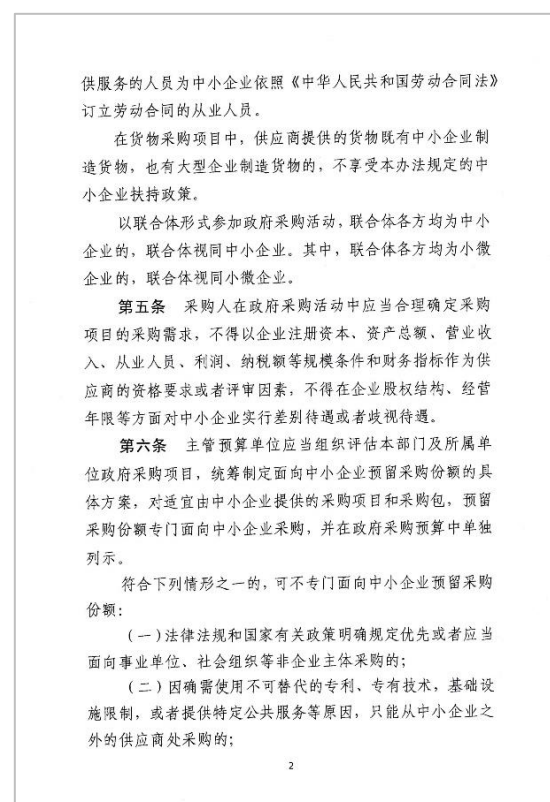 供服务的人员为中小企业依照《中华人民共和国劳动合同法》
订立劳动合同的从业人员。
在货物采购项目中，供应商提供的货物既有中小企业制
造货物，也有大型企业制造货物的，不享受本办法规定的中
小企业扶持政策。
以联合体形式参加政府采购活动，联合体各方均为中小
企业的，联合体视同中小企业。其中，联合体各方均为小微
企业的，联合体视同小微企业。
第五条 采购人在政府采购活动中应当合理确定采购
项目的采购需求，不得以企业注册资本、资产总额、营业收
入、从业人员、利润、纳税额等规模条件和财务指标作为供
应商的资格要求或者评审因素，不得在企业股权结构、经营
年限等方面对中小企业实行差别待遇或者歧视待遇。
第六条 主管预算单位应当组织评估本部门及所属单
位政府采购项目，统筹制定面向中小企业预留采购份额的具
体方案，对适宜由中小企业提供的采购项目和采购包，预留
采购份额专门面向中小企业采购，并在政府采购预算中单独
列示。
符合下列情形之一的，可不专门面向中小企业预留采购
份额：
（一）法律法规和国家有关政策明确规定优先或者应当
面向事业单位、社会组织等非企业主体采购的；
（二）因确需使用不可替代的专利、专有技术，基础设
施限制，或者提供特定公共服务等原因，只能从中小企业之
外的供应商处采购的；
2